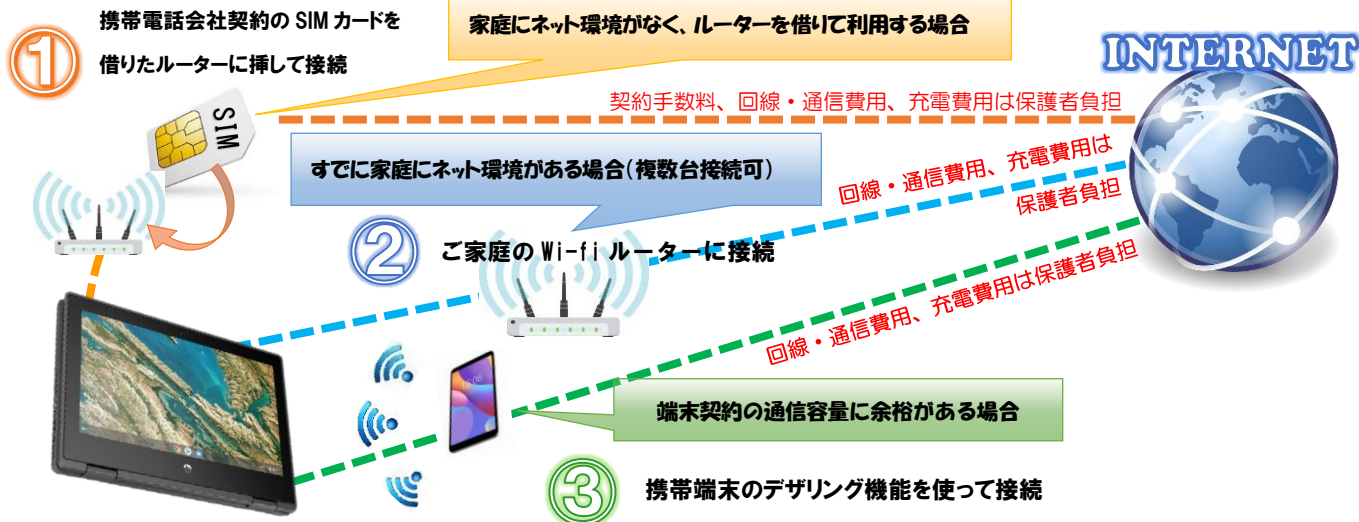 携帯電話会社契約の SIM カードを
借りたルーターに挿して接続
①
家庭にネット環境がなく、ルーターを借りて利用する場合
INTERNET
契約手数料、回線・通信費用、充電費用は保護者負担
SIM
すでに家庭にネット環境がある場合(複数台接続可)
回線・通信費用、充電費用は
保護者負担
②
ご家庭の Wi-fi ルーターに接続
回線・通信費用、充電費用は保護者負担
端末契約の通信容量に余裕がある場合
③
携帯端末のデザリング機能を使って接続